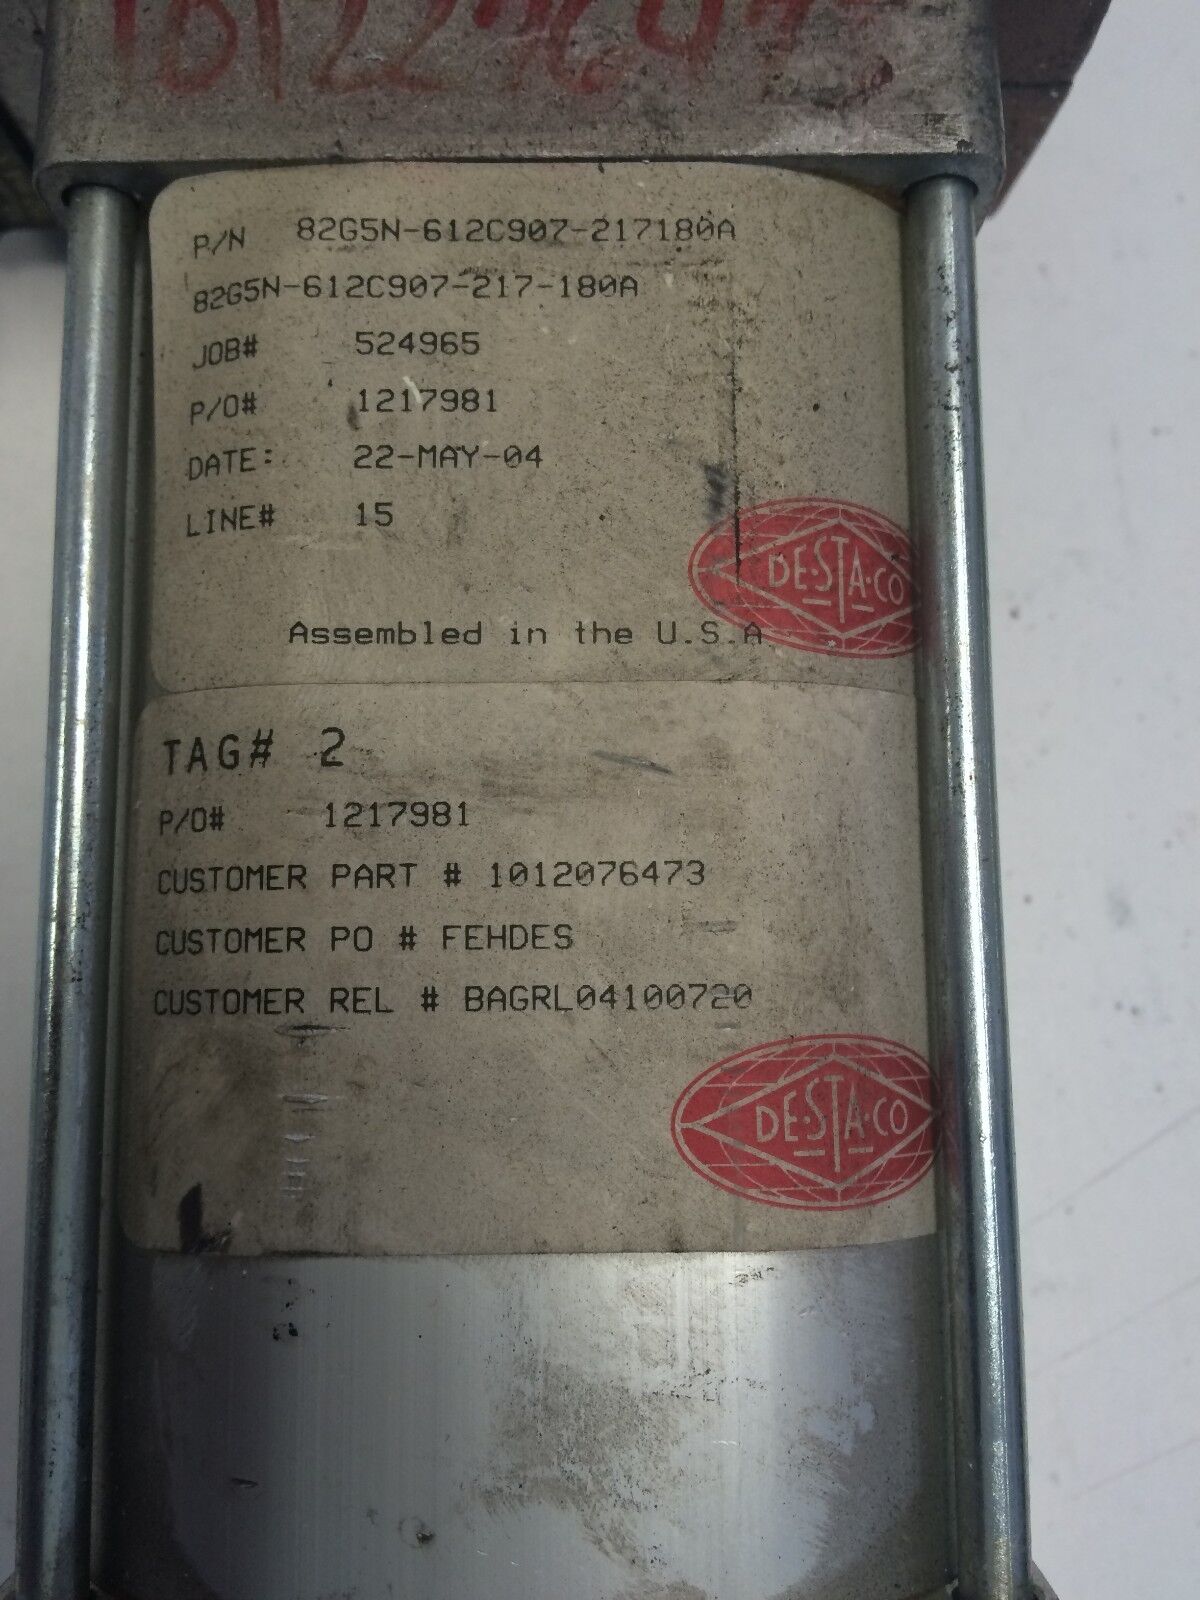 P/N 82G5N-612C907-217180A
82G5N-612C907-217-180A
JOB# 524965
P/O# 1217981
DATE: 22-MAY-04
LINE# 15
DE·STA·CO
Assembled in the U.S.A
TAG# 2
P/O# 1217981
CUSTOMER PART # 1012076473
CUSTOMER PO # FEHDES
CUSTOMER REL # BAGRL04100720
DE·STA·CO